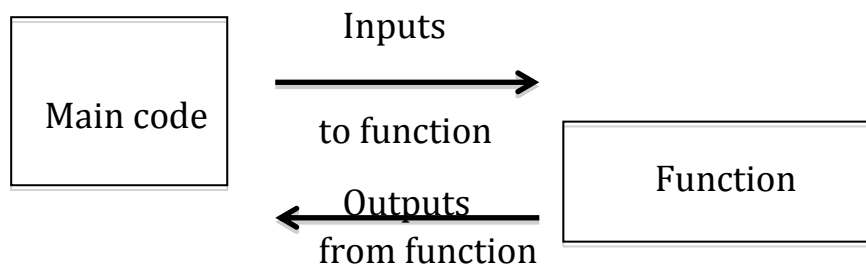 Inputs
Main code
to function
Function
Outputs
from function